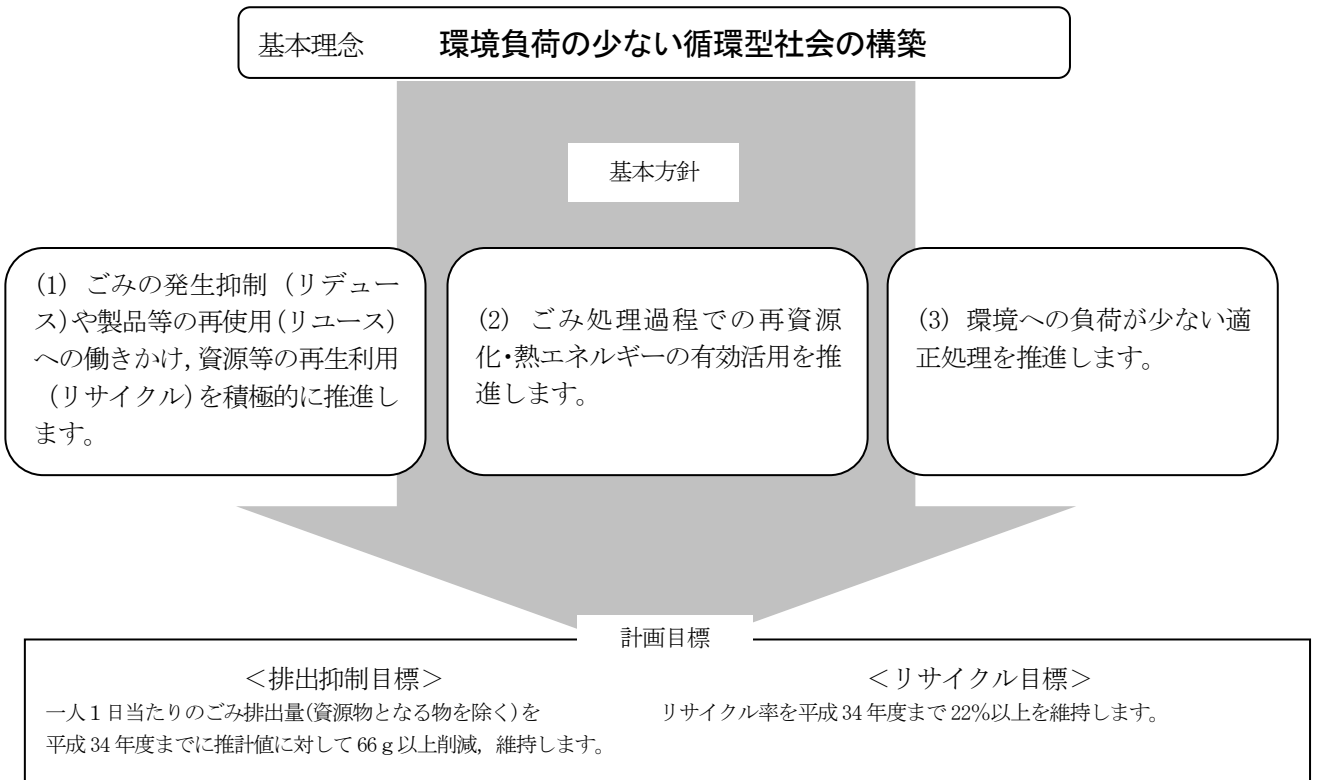 基本理念 環境負荷の少ない循環型社会の構築
基本方針
(1) ごみの発生抑制（リデュー
ス）や製品等の再使用（リユース）
への働きかけ，資源等の再生利用
（リサイクル）を積極的に推進し
ます。
(2) ごみ処理過程での再資源
化・熱エネルギーの有効活用を推
進します。
(3) 環境への負荷が少ない適
正処理を推進します。
計画目標
＜排出抑制目標＞
一人１日当たりのごみ排出量(資源物となる物を除く)を
平成 34 年度までに推計値に対して 66ｇ以上削減，維持します。
＜リサイクル目標＞
リサイクル率を平成 34 年度まで 22％以上を維持します。